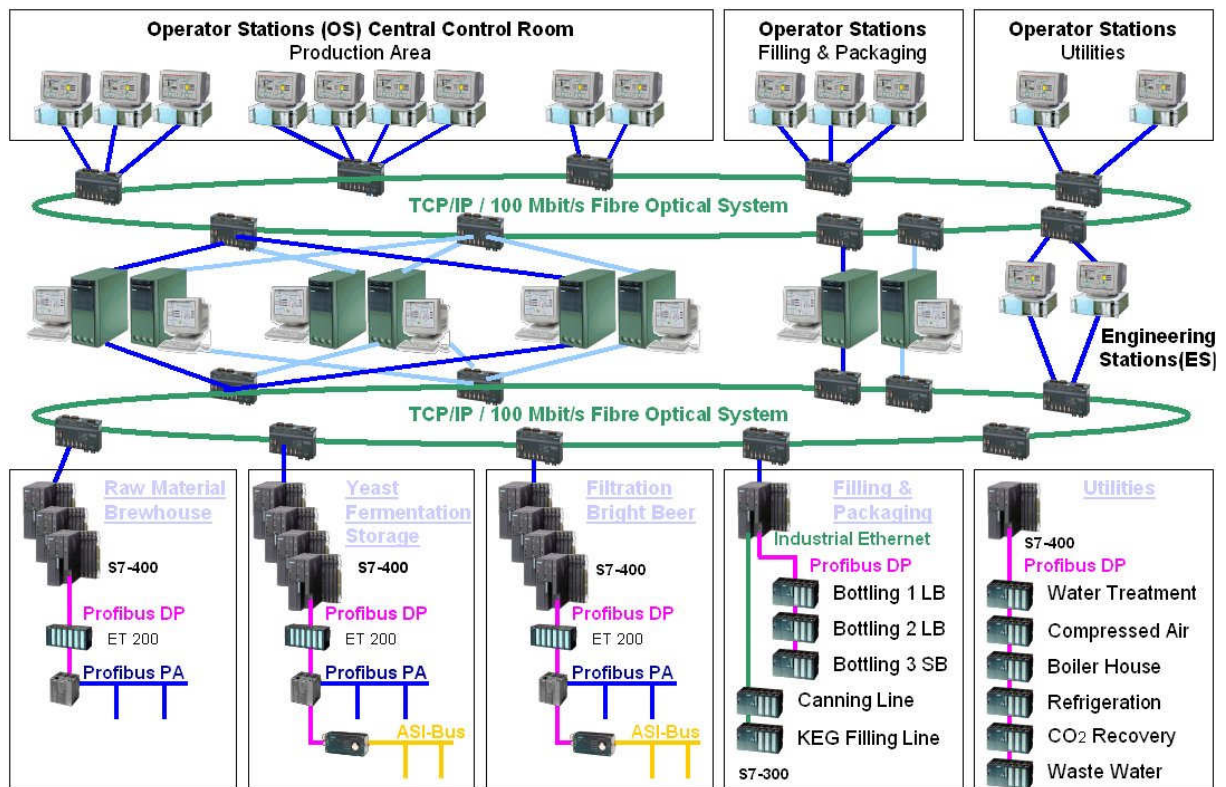 Operator Stations (OS) Central Control Room
Production Area
Operator Stations
Filling & Packaging
Operator Stations
Utilities
TCP/IP / 100 Mbit/s Fibre Optical System
Engineering
Stations(ES)
TCP/IP / 100 Mbit/s Fibre Optical System
Raw Material
Brewhouse
S7-400
Profibus DP
ET 200
Profibus PA
Yeast
Fermentation
Storage
S7-400
Profibus DP
ET 200
Profibus PA
ASI-Bus
Filtration
Bright Beer
S7-400
Profibus DP
ET 200
Profibus PA
ASI-Bus
Filling &
Packaging
Industrial Ethernet
Profibus DP
Bottling 1 LB
Bottling 2 LB
Bottling 3 SB
Canning Line
KEG Filling Line
S7-300
Utilities
S7-400
Profibus DP
Water Treatment
Compressed Air
Boiler House
Refrigeration
CO2 Recovery
Waste Water